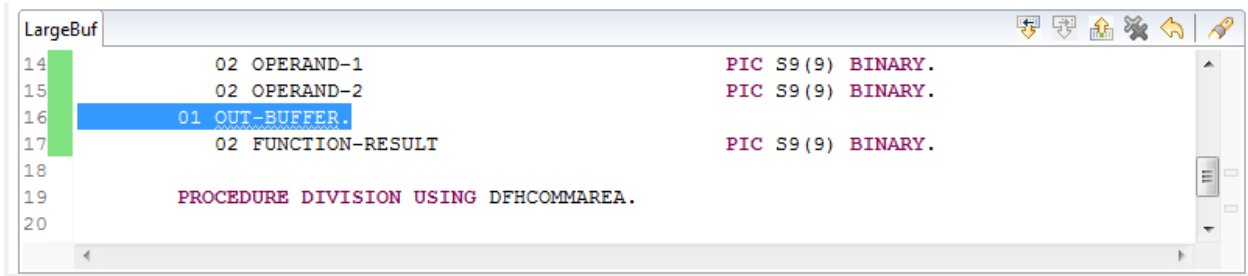 LargeBuf
14 02 OPERAND-1 PIC S9(9) BINARY.
15 02 OPERAND-2 PIC S9(9) BINARY.
16 01 OUT-BUFFER.
17 02 FUNCTION-RESULT PIC S9(9) BINARY.
18
19 PROCEDURE DIVISION USING DFHCOMMAREA.
20